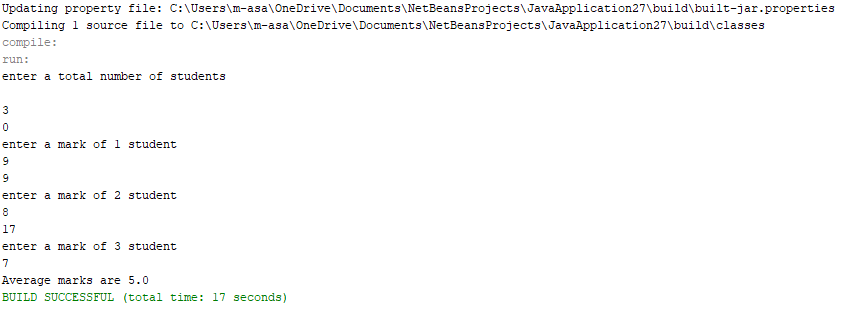 Updating property file: C:\Users\m-asa\OneDrive\Documents\NetBeansProjects\JavaApplication27\build\built-jar.properties
Compiling 1 source file to C:\Users\m-asa\OneDrive\Documents\NetBeansProjects\JavaApplication27\build\classes
compile:
run:
enter a total number of students
3
0
enter a mark of 1 student
9
9
enter a mark of 2 student
8
17
enter a mark of 3 student
7
Average marks are 5.0
BUILD SUCCESSFUL (total time: 17 seconds)